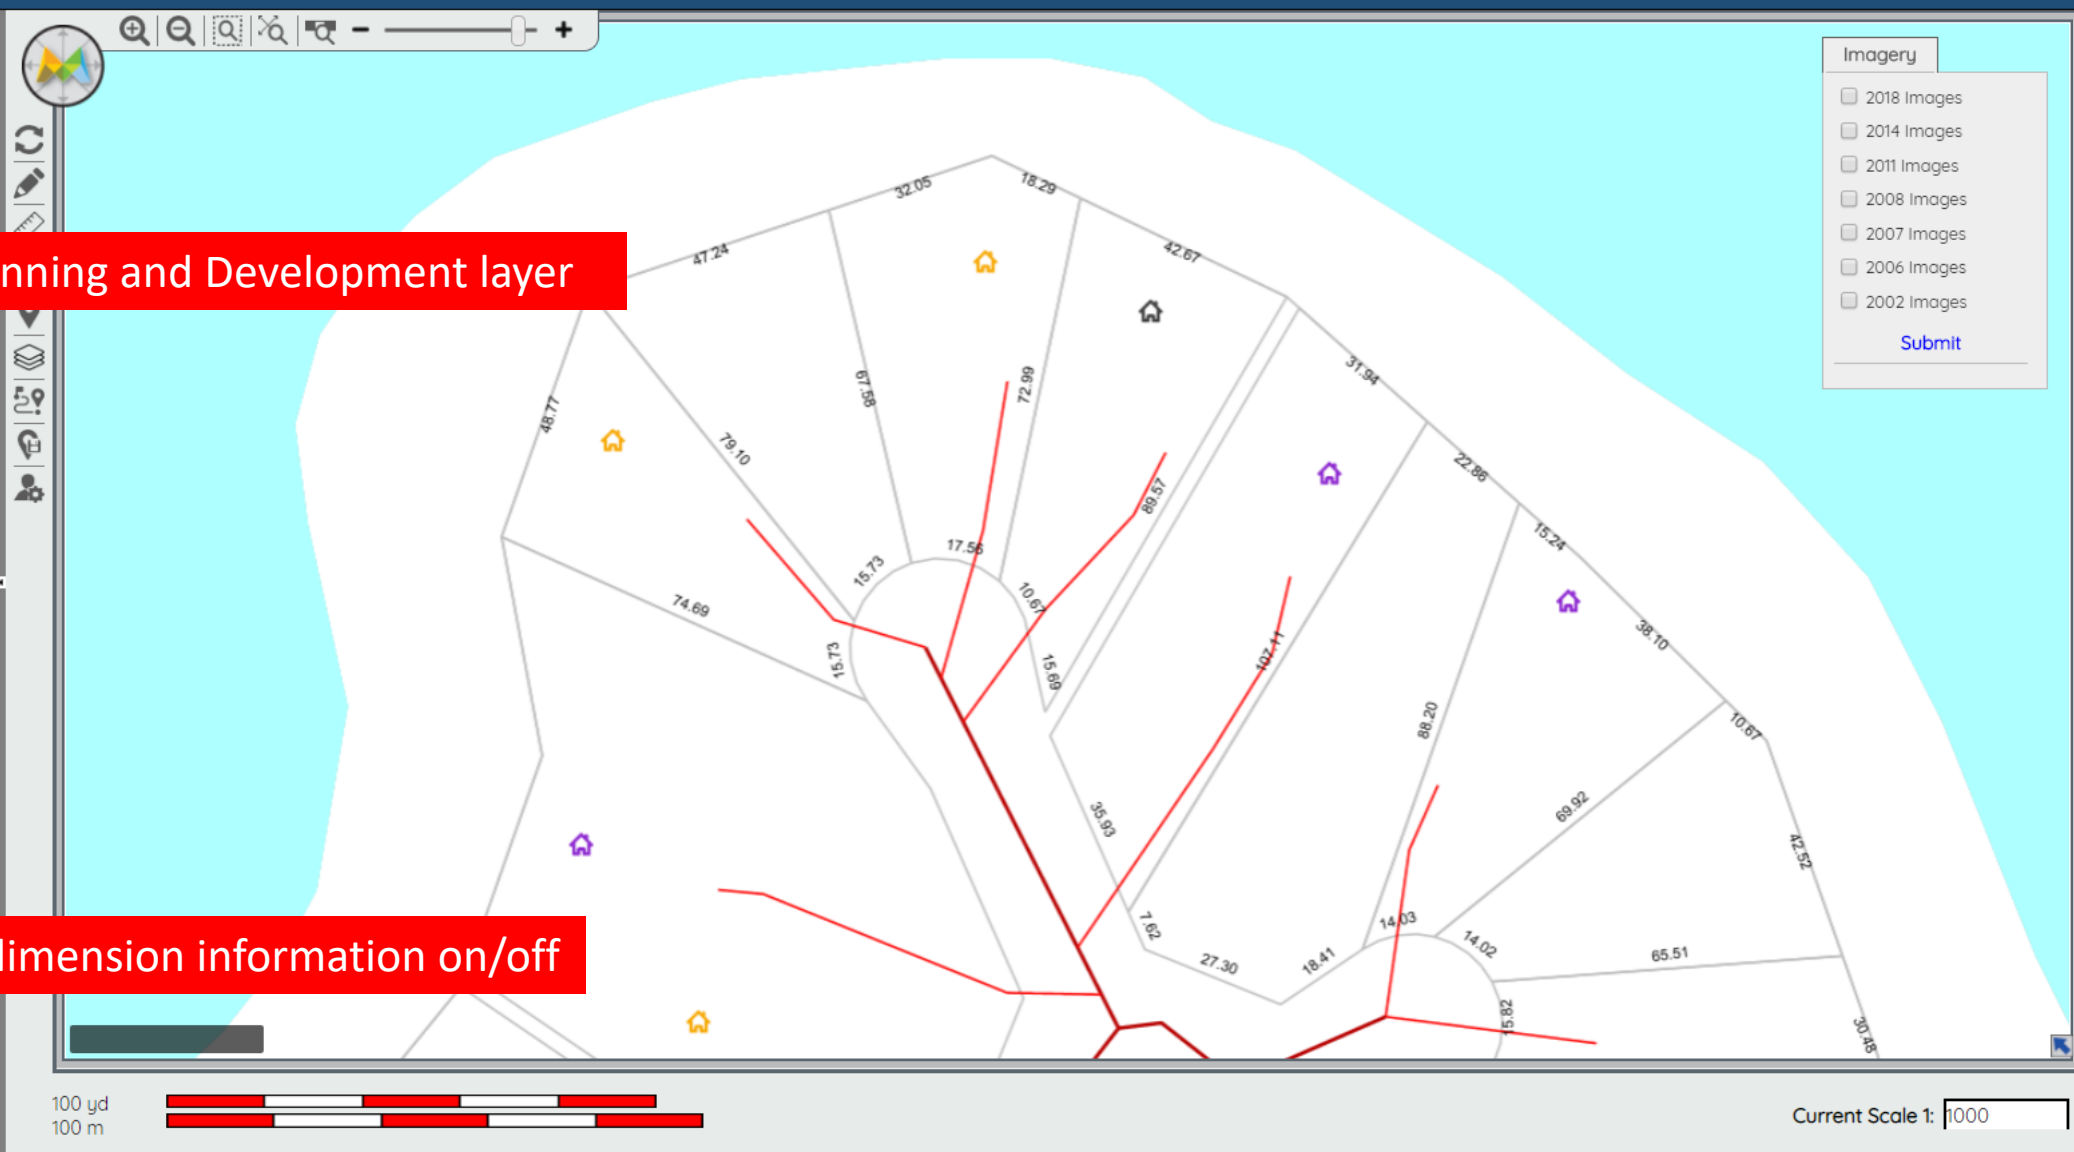 Imagery
2018 Images
2014 Images
2011 Images
2008 Images
2007 Images
2006 Images
2002 Images
Submit
32.05
18.29
47.24
42.67
nning and Development layer
31.94
67.58
72.99
48.77
79.10
22.86
89.57
15.24
17.56
15.73
10.67
74.69
38.10
107.11
15.73
15.69
88.20
10.67
69.92
35.93
42.52
7.62
14.03
14.02
65.51
dimension information on/off
27.30
18.41
15.82
30.48
100 yd
100 m
Current Scale 1: 1000